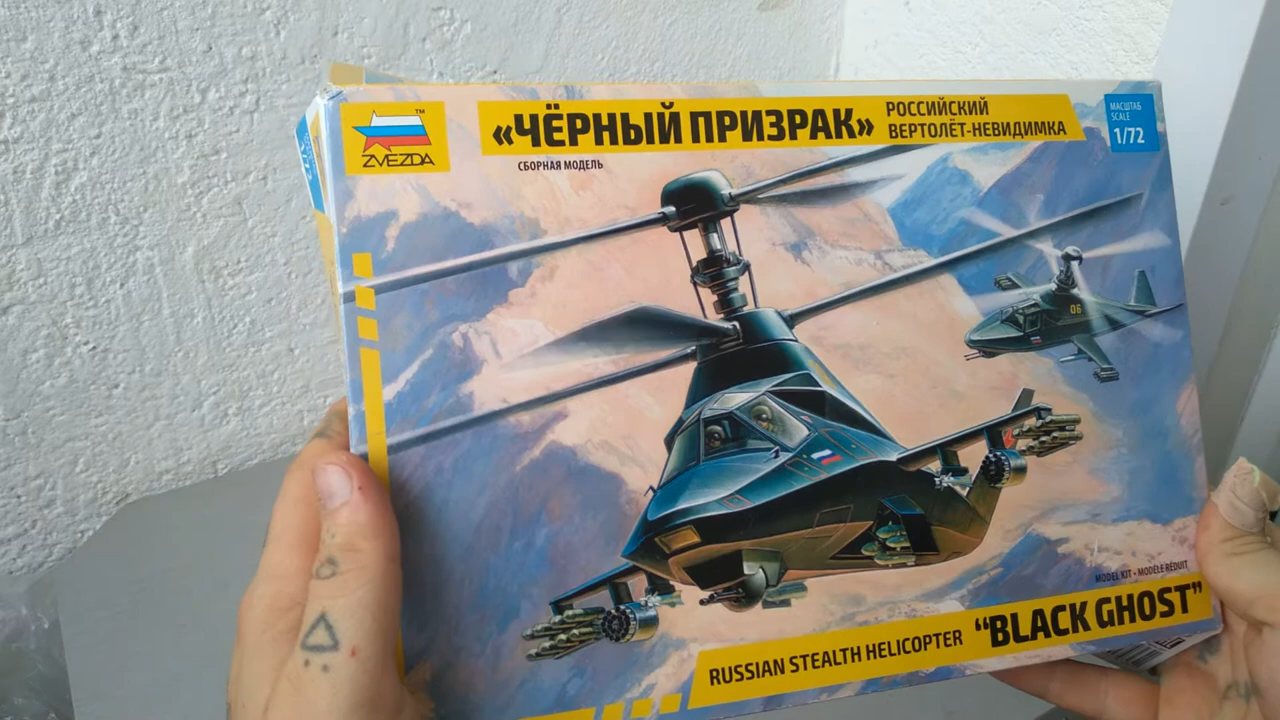 ZVEZDA
™
«ЧЁРНЫЙ ПРИЗРАК»
РОССИЙСКИЙ
ВЕРТОЛЁТ-НЕВИДИМКА
МАСШТАБ
SCALE
1/72
СБОРНАЯ МОДЕЛЬ
06
MODEL KIT • MODÈLE RÉDUIT
RUSSIAN STEALTH HELICOPTER "BLACK GHOST"